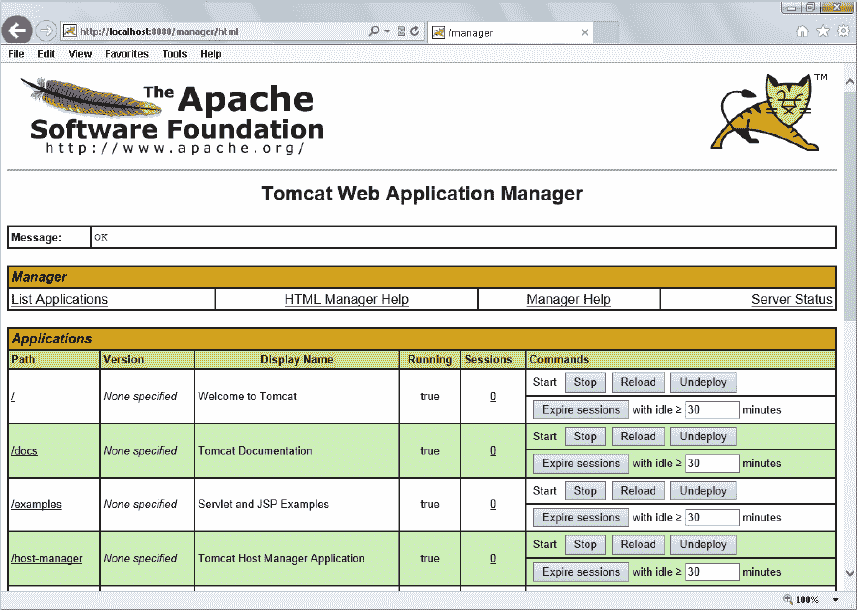 http://localhost:8080/manager/html
/manager
File Edit View Favorites Tools Help
The Apache
Software Foundation
http://www.apache.org/
TM
Tomcat Web Application Manager
Message: OK
Manager
List Applications HTML Manager Help Manager Help Server Status
Applications
Path Version Display Name Running Sessions Commands
/ None specified Welcome to Tomcat true 0 Start Stop Reload Undeploy
Expire sessions with idle ≥ 30 minutes
/docs None specified Tomcat Documentation true 0 Start Stop Reload Undeploy
Expire sessions with idle ≥ 30 minutes
/examples None specified Servlet and JSP Examples true 0 Start Stop Reload Undeploy
Expire sessions with idle ≥ 30 minutes
/host-manager None specified Tomcat Host Manager Application true 0 Start Stop Reload Undeploy
Expire sessions with idle ≥ 30 minutes
100%